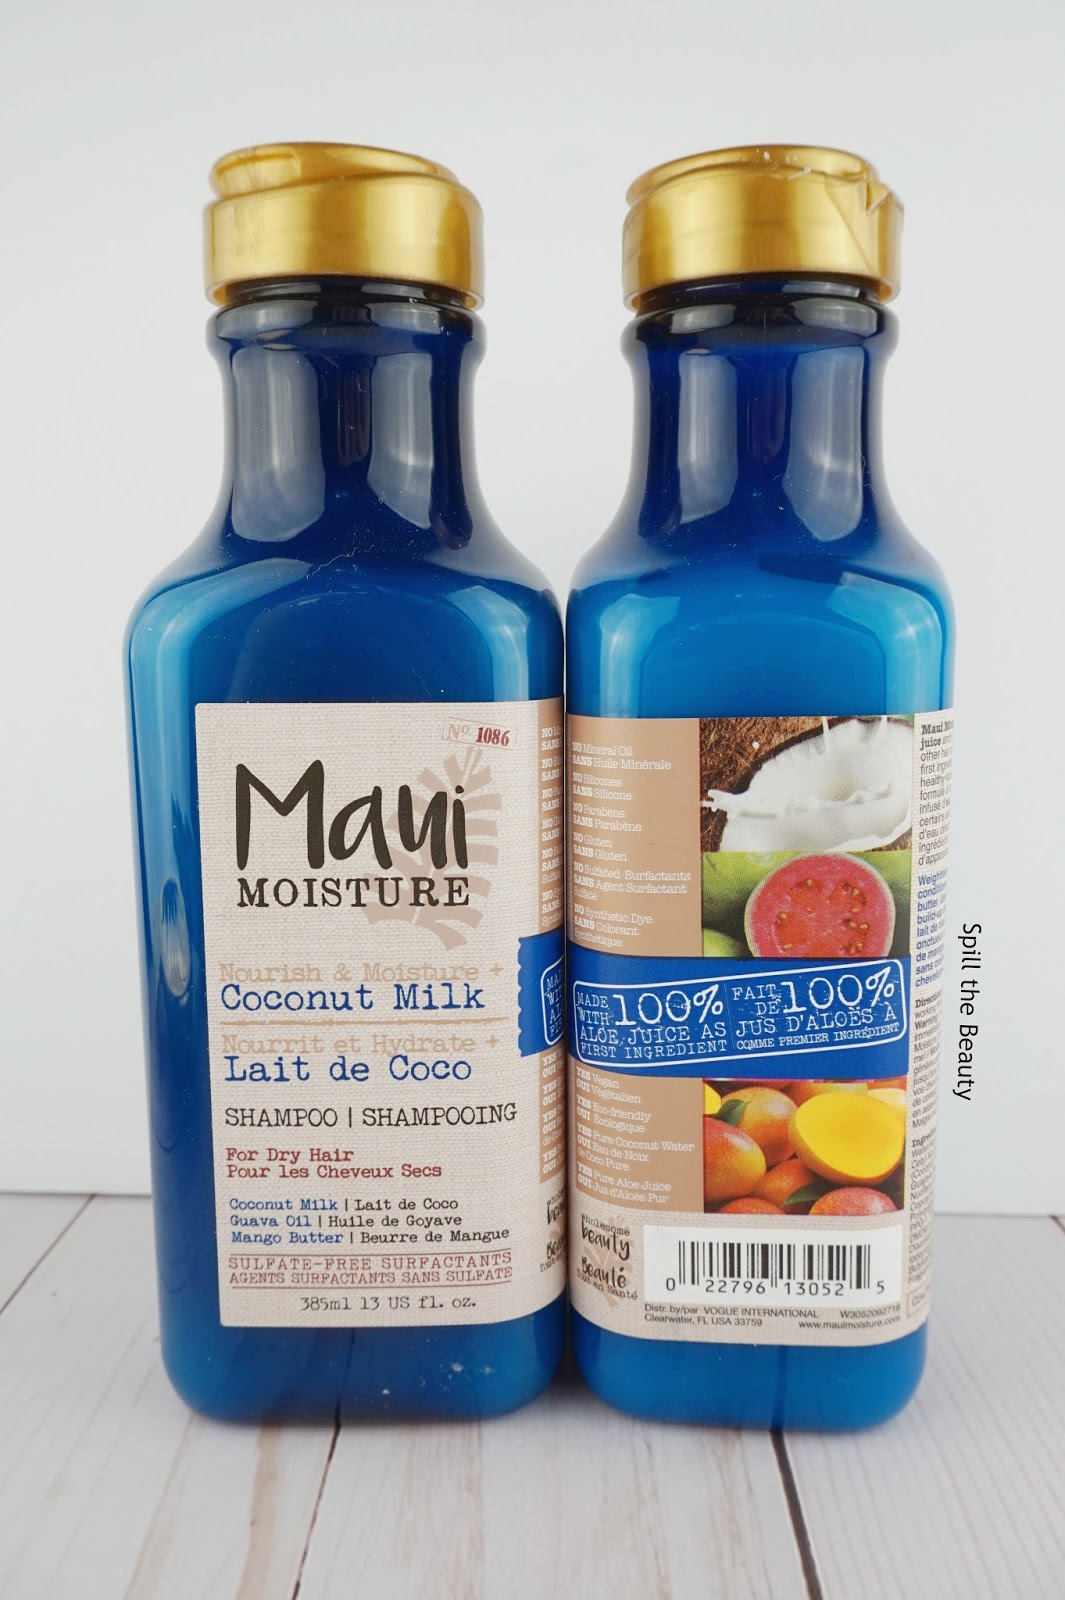 Nº 1086
Maui
MOISTURE
Nourish & Moisture +
Coconut Milk
Nourrit et Hydrate +
Lait de Coco
SHAMPOO | SHAMPOOING
For Dry Hair
Pour les Cheveux Secs
Coconut Milk | Lait de Coco
Guava Oil | Huile de Goyave
Mango Butter | Beurre de Mangue
SULFATE-FREE SURFACTANTS
AGENTS SURFACTANTS SANS SULFATE
385ml 13 US fl. oz.
NO Mineral Oil
SANS Huile Minérale
NO Silicones
SANS Silicone
NO Parabens
SANS Parabène
NO Gluten
SANS Gluten
NO Sulfated Surfactants
SANS Agent Surfactant
Sulfaté
NO Synthetic Dye
SANS Colorant
Synthétique
MADE WITH 100%
ALOE JUICE AS
FIRST INGREDIENT
FAIT DE 100%
JUS D'ALOÈS À
COMME PREMIER INGRÉDIENT
YES Vegan
OUI Végétalien
YES Eco-friendly
OUI Écologique
YES Pure Coconut Water
OUI Eau de Noix
de Coco Pure
YES Pure Aloe Juice
OUI Jus d'Aloès Pur
wholesome
beauty
Beauté
tout en Santé
0 22796 13052 5
Distr. by/par VOGUE INTERNATIONAL W3052092716
Clearwater, FL USA 33759 www.mauimoisture.com
Spill the Beauty